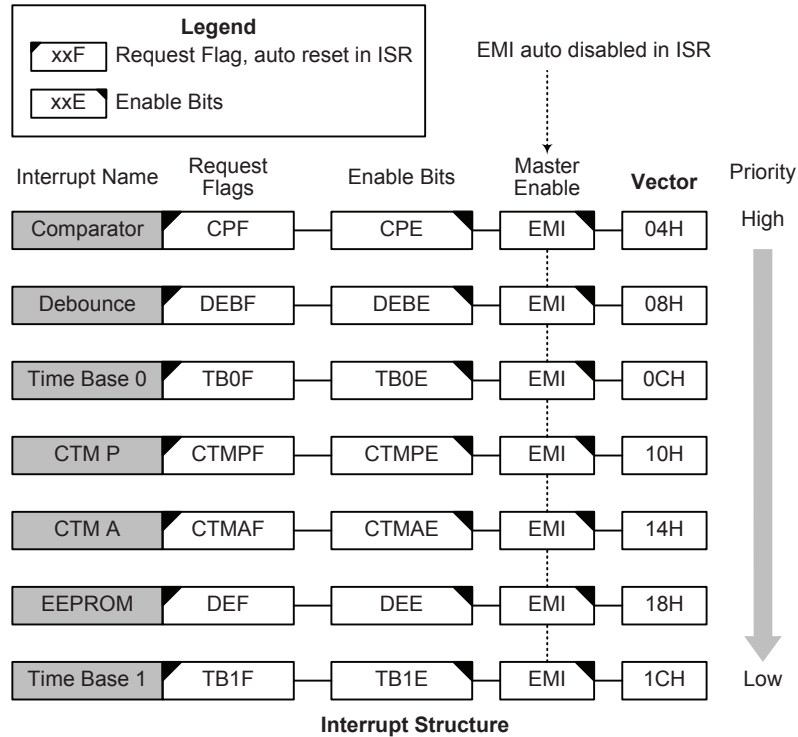 Legend
xxF Request Flag, auto reset in ISR
xxE Enable Bits
EMI auto disabled in ISR
Interrupt Name Request Flags Enable Bits Master Enable Vector Priority
Comparator CPF CPE EMI 04H High
Debounce DEBF DEBE EMI 08H
Time Base 0 TB0F TB0E EMI 0CH
CTM P CTMPF CTMPE EMI 10H
CTM A CTMAF CTMAE EMI 14H
EEPROM DEF DEE EMI 18H
Time Base 1 TB1F TB1E EMI 1CH Low
Interrupt Structure